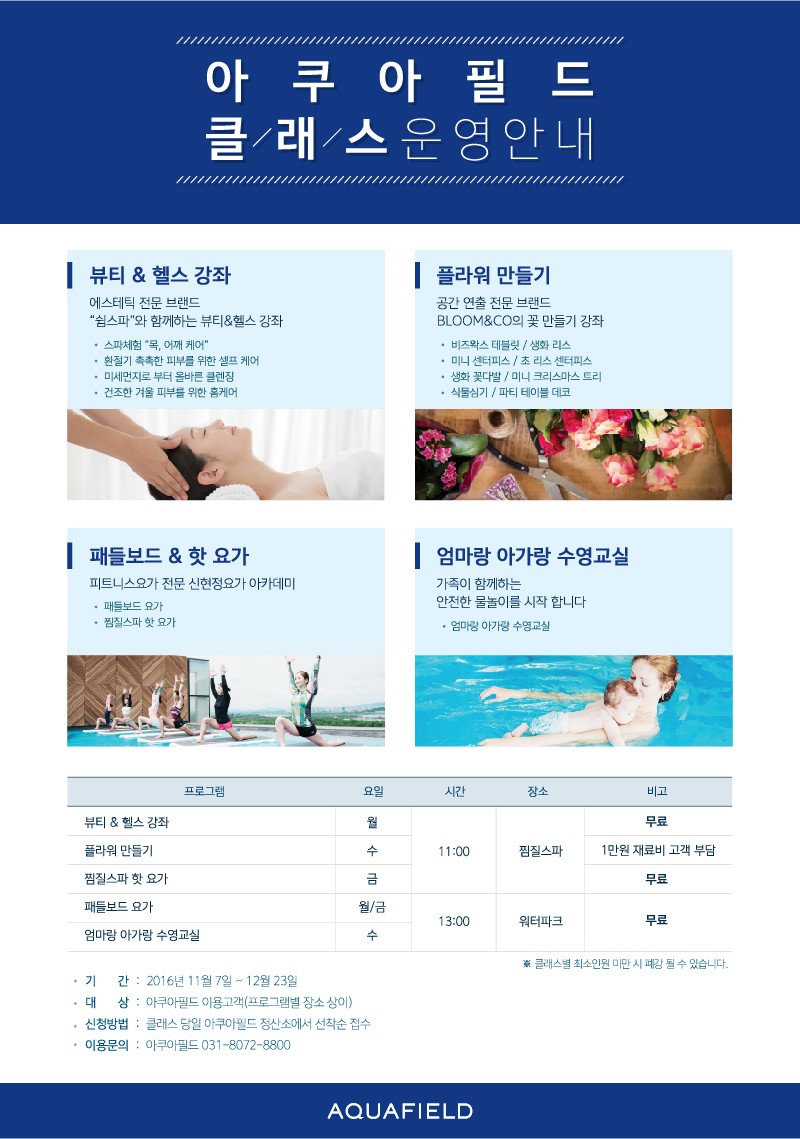 아쿠아필드
클/래/스 운영안내
뷰티 & 헬스 강좌
에스테틱 전문 브랜드
“쉼스파”와 함께하는 뷰티&헬스 강좌
• 스파체험 “목, 어깨 케어”
• 환절기 촉촉한 피부를 위한 셀프 케어
• 미세먼지로 부터 올바른 클렌징
• 건조한 겨울 피부를 위한 홈케어
플라워 만들기
공간 연출 전문 브랜드
BLOOM&CO의 꽃 만들기 강좌
• 비즈왁스 테블릿 / 생화 리스
• 미니 센터피스 / 초 리스 센터피스
• 생화 꽃다발 / 미니 크리스마스 트리
• 식물심기 / 파티 테이블 데코
패들보드 & 핫 요가
피트니스요가 전문 신현정요가 아카데미
• 패틀보드 요가
• 찜질스파 핫 요가
엄마랑 아가랑 수영교실
가족이 함께하는
안전한 물놀이를 시작 합니다
• 엄마랑 아가랑 수영교실
프로그램 요일 시간 장소 비고
뷰티 & 헬스 강좌 월 무료
플라워 만들기 수 11:00 찜질스파 1만원 재료비 고객 부담
찜질스파 핫 요가 금 무료
패들보드 요가 월/금 13:00 워터파크 무료
엄마랑 아가랑 수영교실 수
※ 클래스별 최소인원 미만 시 폐강 될 수 있습니다.
• 기 간 : 2016년 11월 7일 ~ 12월 23일
• 대 상 : 아쿠아필드 이용고객(프로그램별 장소 상이)
• 신청방법 : 클래스 당일 아쿠아필드 정산소에서 선착순 접수
• 이용문의 : 아쿠아필드 031-8072-8800
AQUAFIELD